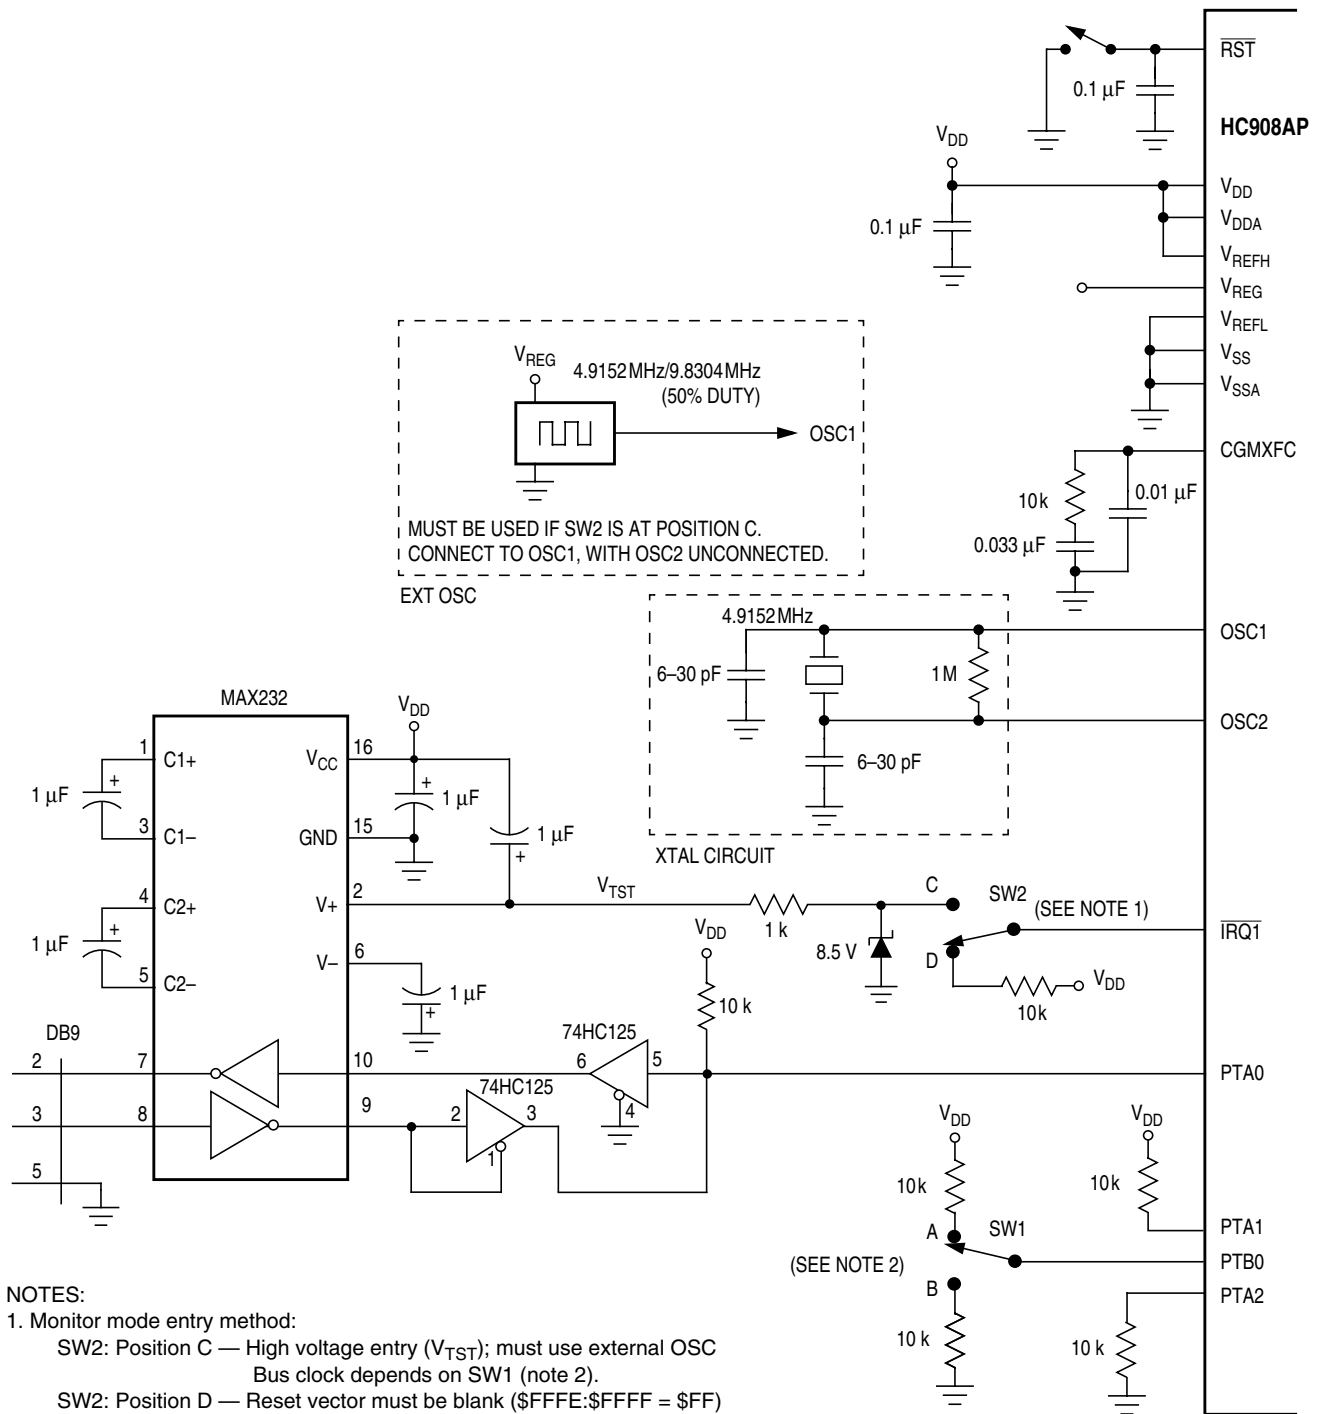 RST
0.1 µF
HC908AP
VDD
VDD
VDDA
0.1 µF
VREFH
VREG
VREFL
VSS
VSSA
VREG
4.9152MHz/9.8304MHz
(50% DUTY)
OSC1
MUST BE USED IF SW2 IS AT POSITION C.
CONNECT TO OSC1, WITH OSC2 UNCONNECTED.
EXT OSC
CGMXFC
10k
0.01 µF
0.033 µF
4.9152MHz
OSC1
6–30 pF
1M
OSC2
6–30 pF
XTAL CIRCUIT
MAX232
VDD
1
C1+
VCC
16
1 µF
+
+
1 µF
3
C1–
GND
15
1 µF
+
4
C2+
V+
2
VTST
1 k
C
SW2
(SEE NOTE 1)
IRQ1
1 µF
+
V–
6
8.5 V
D
VDD
10k
5
C2–
1 µF
+
VDD
10 k
DB9
74HC125
2
7
10
6
5
PTA0
4
74HC125
3
8
9
2
3
1
5
VDD
VDD
10k
10k
A
SW1
PTA1
(SEE NOTE 2)
PTB0
B
PTA2
10 k
10 k
NOTES:
1. Monitor mode entry method:
SW2: Position C — High voltage entry (VTST); must use external OSC
Bus clock depends on SW1 (note 2).
SW2: Position D — Reset vector must be blank ($FFFE:$FFFF = $FF)